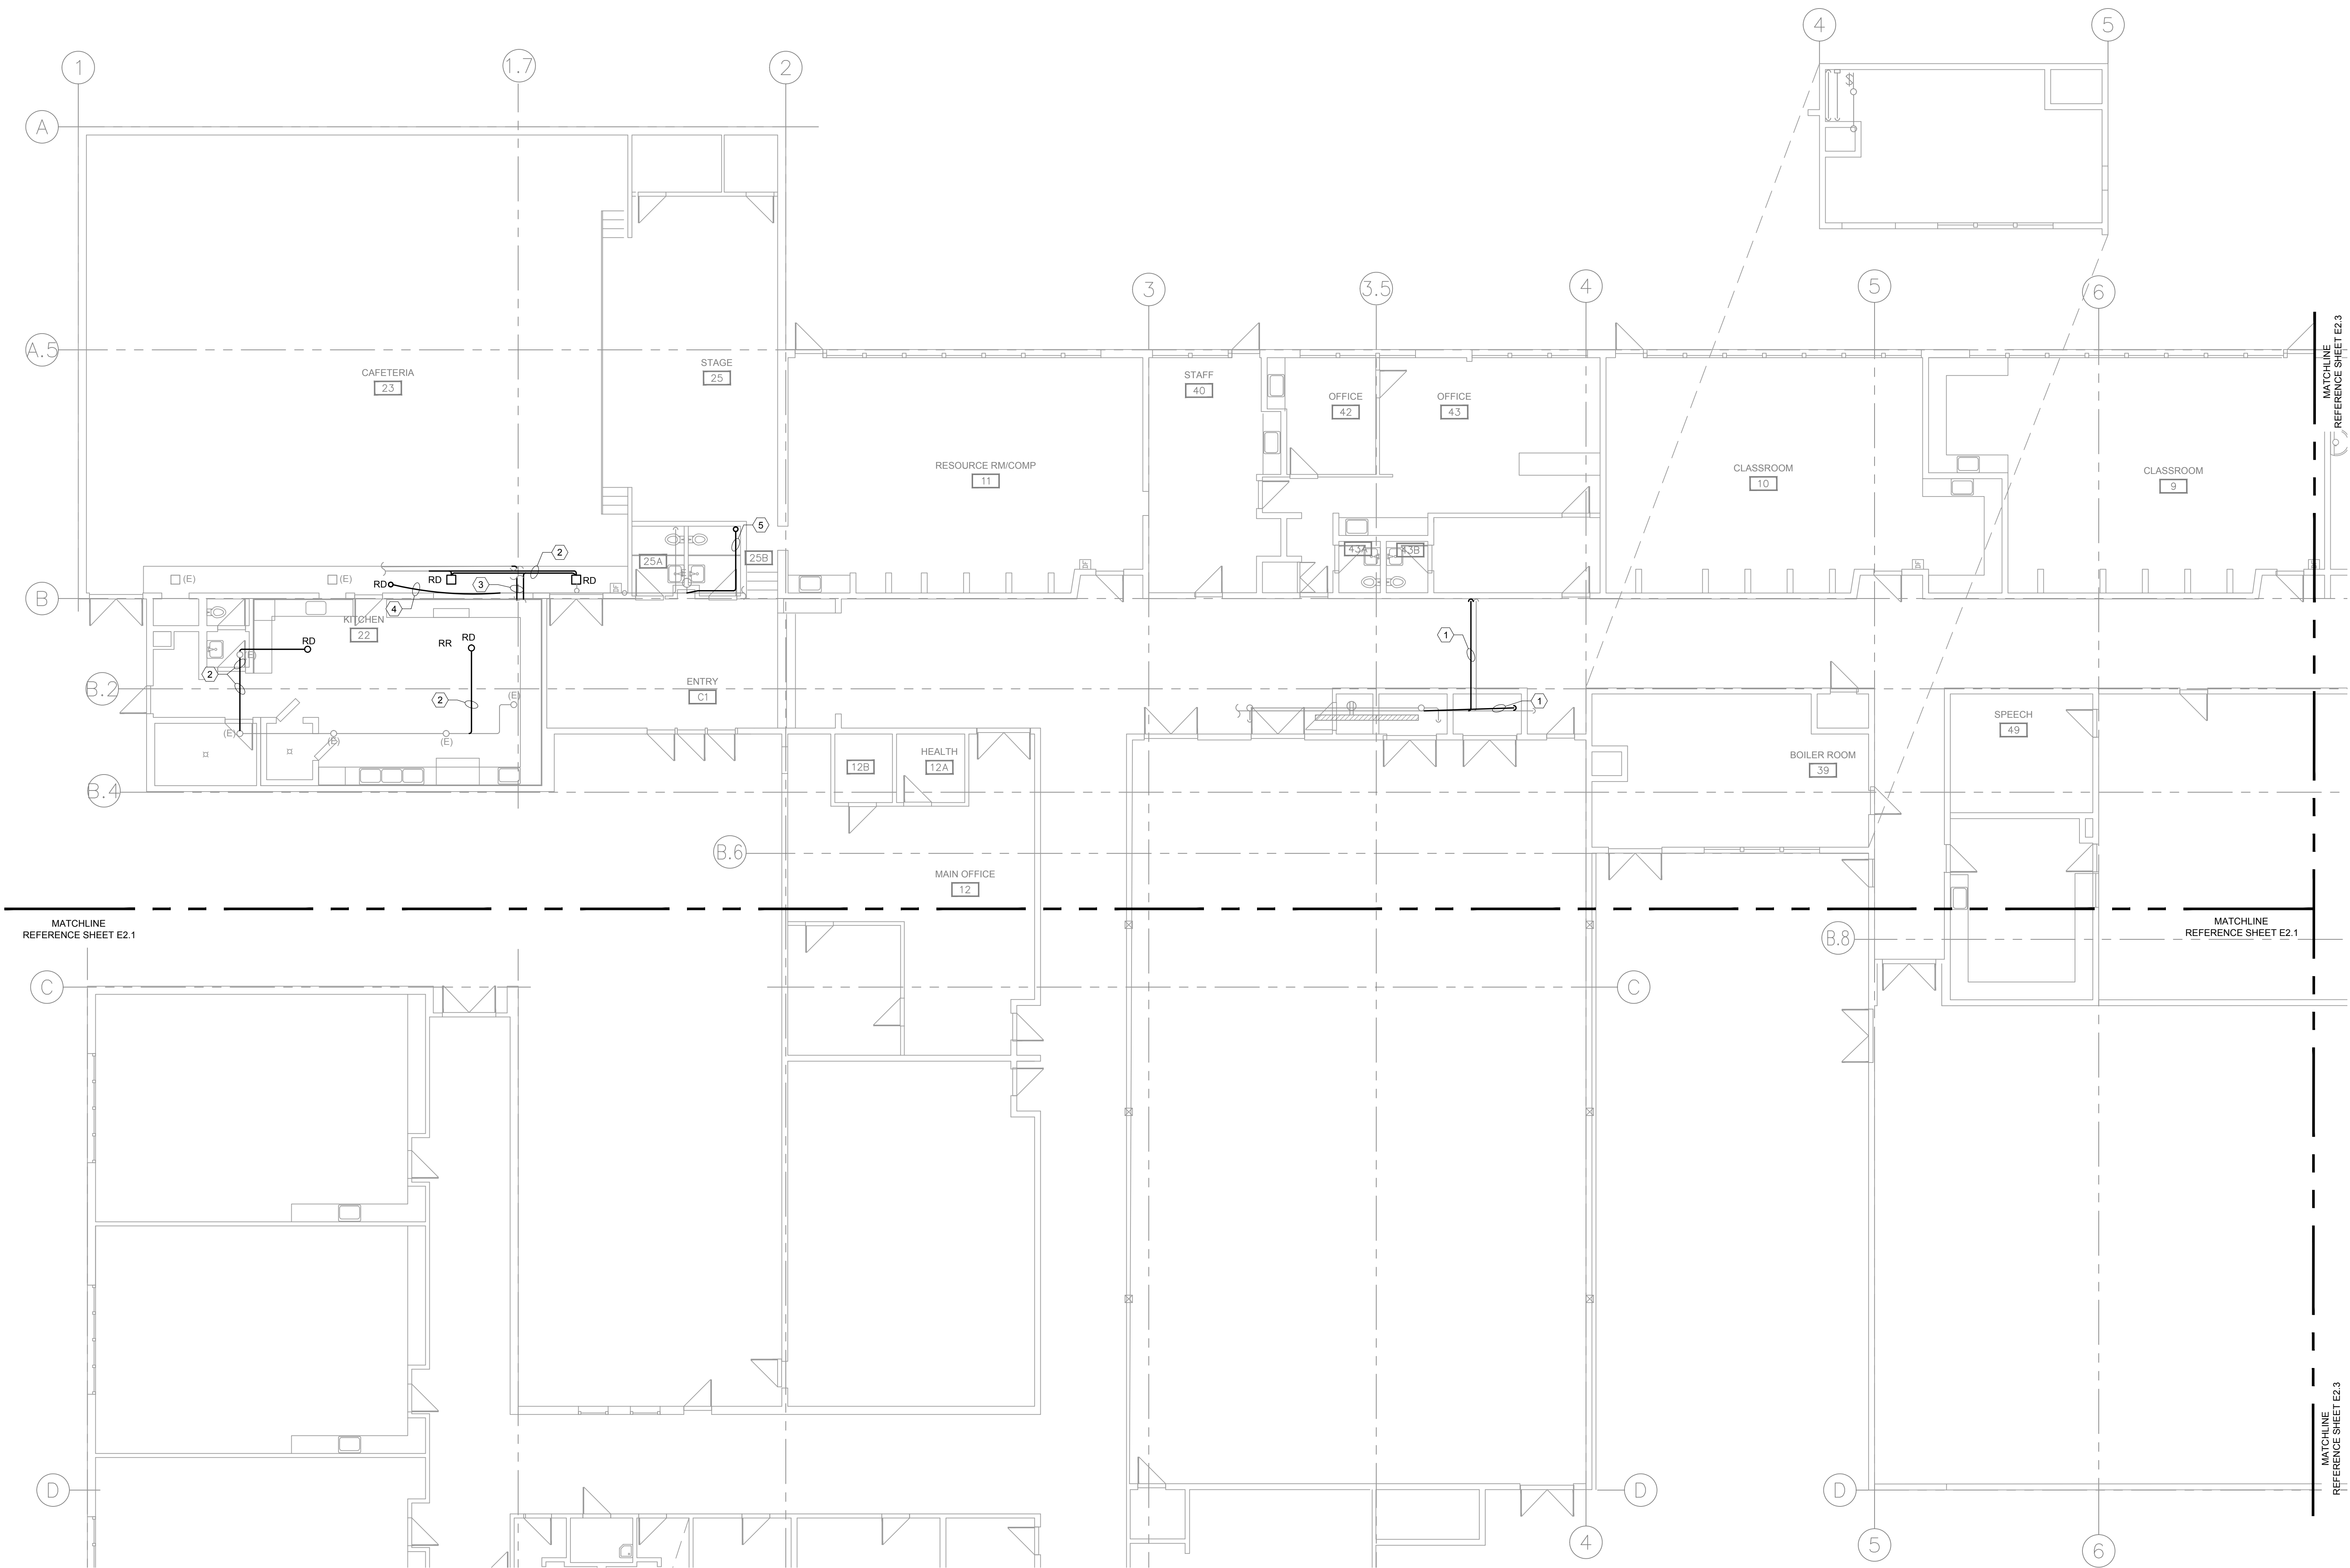 4
5
1
1.7
2
A
3
3.5
4
5
6
MATCHLINE
REFERENCE SHEET E2.3
A.5
CAFETERIA
23
STAGE
25
STAFF
40
OFFICE
42
OFFICE
43
RESOURCE RM/COMP
11
CLASSROOM
10
CLASSROOM
9
5
2
25A
25B
43A
43B
(E)
(E)
RD
RD
RD
3
4
B
KITCHEN
22
RD
RR
RD
(E)
2
2
1
1
B.2
ENTRY
C1
(E)
(E)
(E)
(E)
SPEECH
49
HEALTH
12B
12A
BOILER ROOM
39
B.4
B.6
MAIN OFFICE
12
MATCHLINE
REFERENCE SHEET E2.1
MATCHLINE
REFERENCE SHEET E2.1
B.8
C
C
MATCHLINE
REFERENCE SHEET E2.3
D
D
D
4
5
6